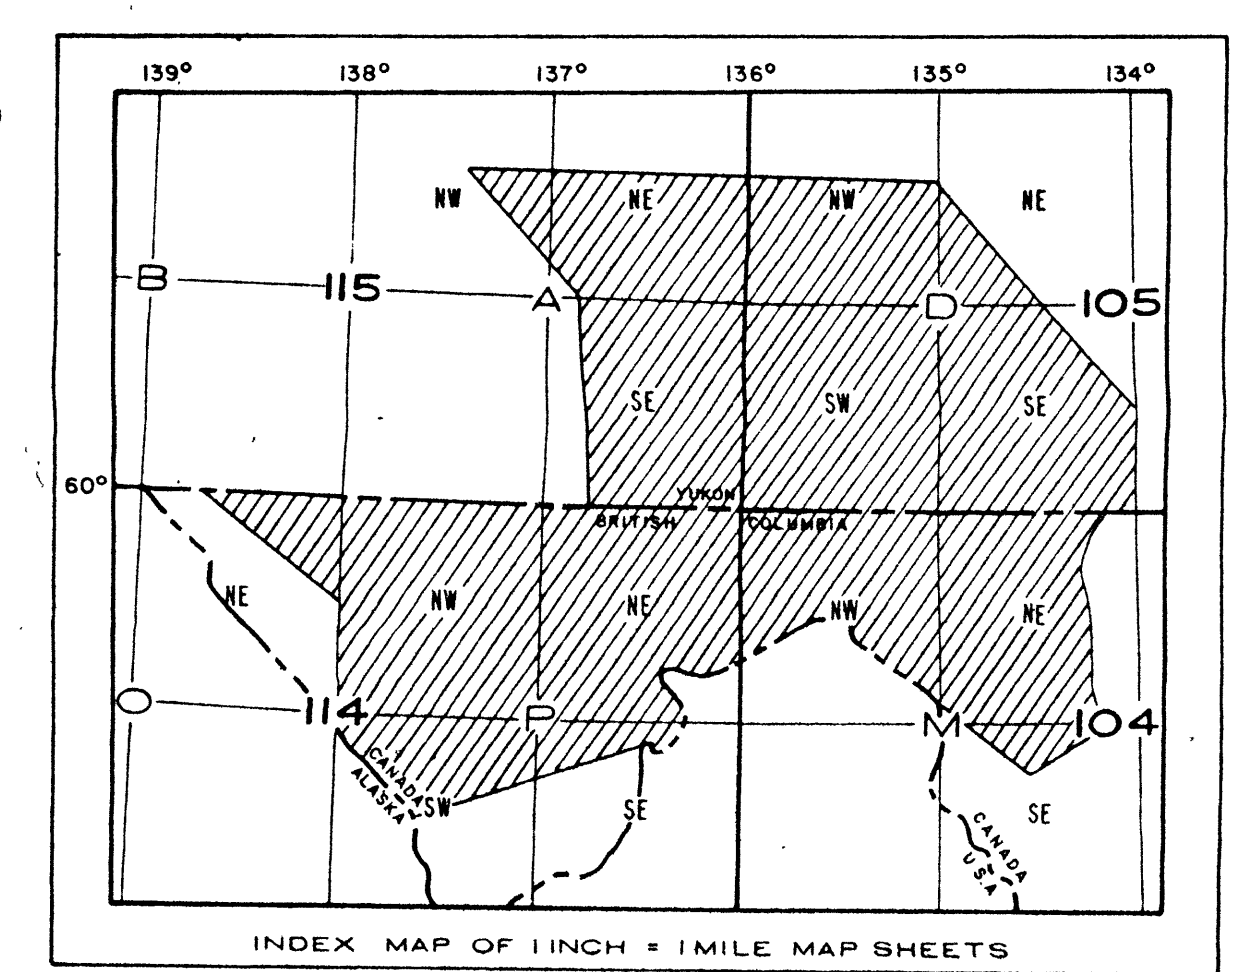 139° 138° 137° 136° 135° 134°
NW NE NW NE
B 115 A D 105
SE SW SE
60°
YUKON
BRITISH COLUMBIA
NE NW NE NW NE
O 114 P M 104
CANADA
ALASKA
SW SE SE
CANADA
U.S.A
INDEX MAP OF 1 INCH = 1 MILE MAP SHEETS